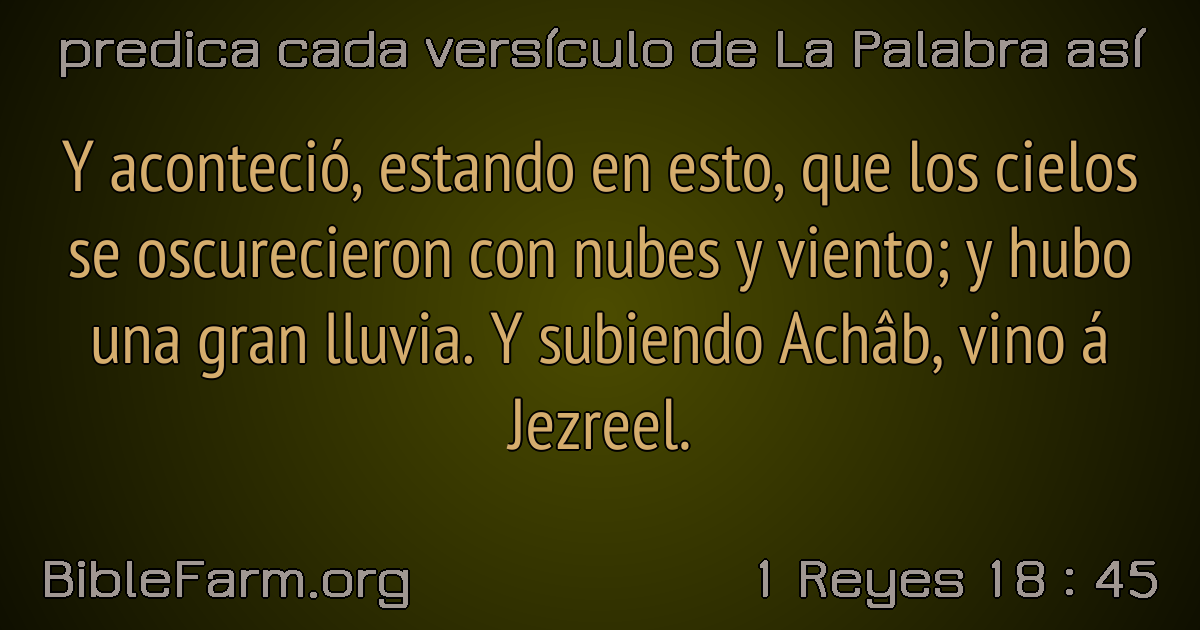 predica cada versículo de La Palabra así
Y aconteció, estando en esto, que los cielos
se oscurecieron con nubes y viento; y hubo
una gran lluvia. Y subiendo Achâb, vino á
Jezreel.
BibleFarm.org
1 Reyes 18 : 45